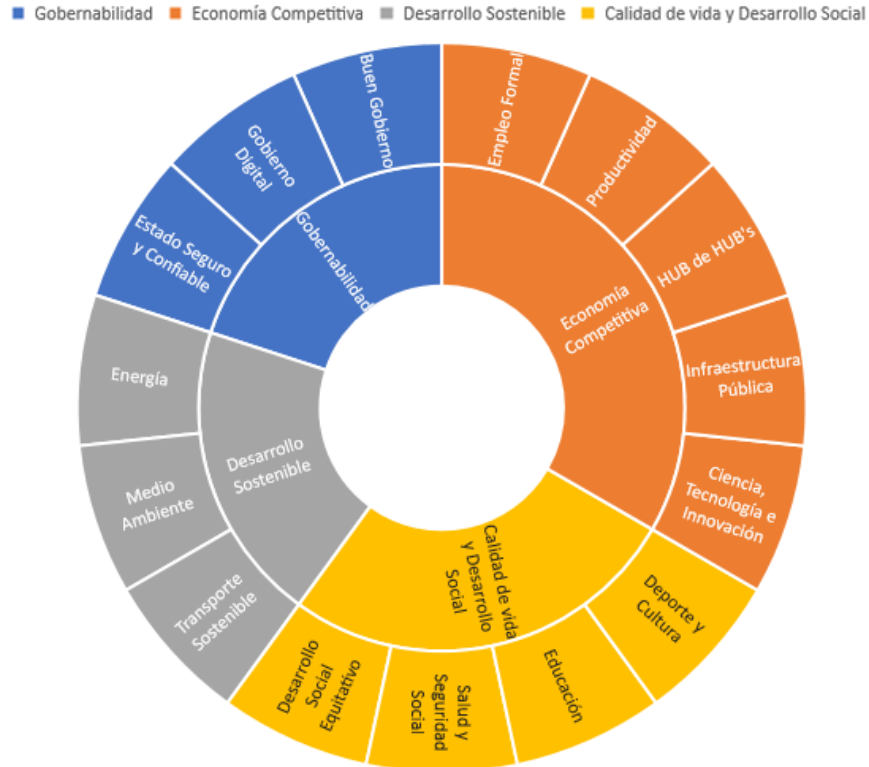 Gobernabilidad Economía Competitiva Desarrollo Sostenible Calidad de vida y Desarrollo Social
Buen Gobierno
Gobierno
Digital
Estado Seguro
y Confiable
Gobernabilidad
Empleo Formal
Productividad
HUB de HUB's
Infraestructura
Pública
Ciencia,
Tecnología e
Innovación
Economía
Competitiva
Energía
Medio
Ambiente
Transporte
Sostenible
Desarrollo
Sostenible
Calidad de vida
y Desarrollo
Social
Deporte y
Cultura
Educación
Salud y
Seguridad
Social
Desarrollo
Social
Equitativo